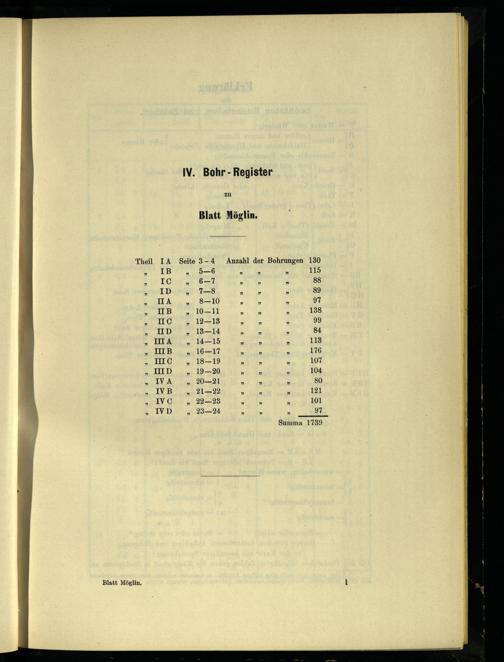 IV. Bohr-Register
zu
Blatt Möglin.
Theil I A Seite 3-4 Anzahl der Bohrungen 130
„ I B „ 5—6 „ „ „ 115
„ I C „ 6—7 „ „ „ 88
„ I D „ 7—8 „ „ „ 89
„ II A „ 8—10 „ „ „ 97
„ II B „ 10—11 „ „ „ 138
„ II C „ 12—13 „ „ „ 99
„ II D „ 13—14 „ „ „ 84
„ III A „ 14—15 „ „ „ 113
„ III B „ 16—17 „ „ „ 176
„ III C „ 18—19 „ „ „ 107
„ III D „ 19—20 „ „ „ 104
„ IV A „ 20—21 „ „ „ 80
„ IV B „ 21—22 „ „ „ 121
„ IV C „ 22—23 „ „ „ 101
„ IV D „ 23—24 „ „ „ 97
Summa 1739
Blatt Möglin. 1